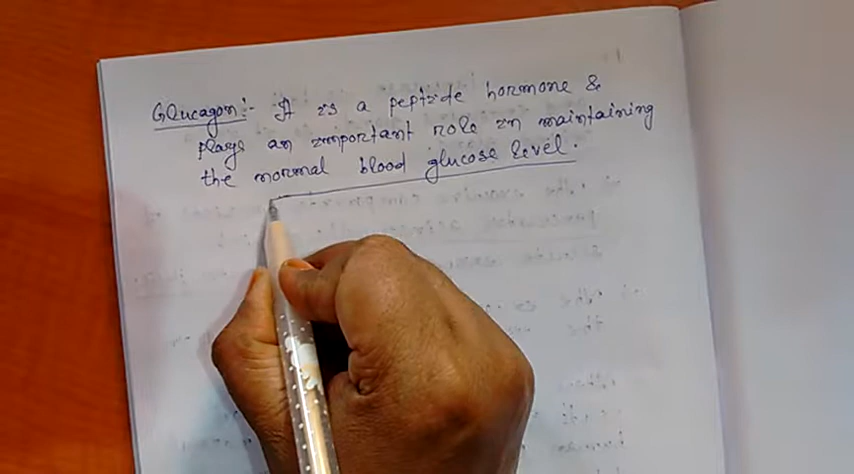 Glucagon:- It is a peptide hormone &
plays an important role in maintaining
the normal blood glucose level.